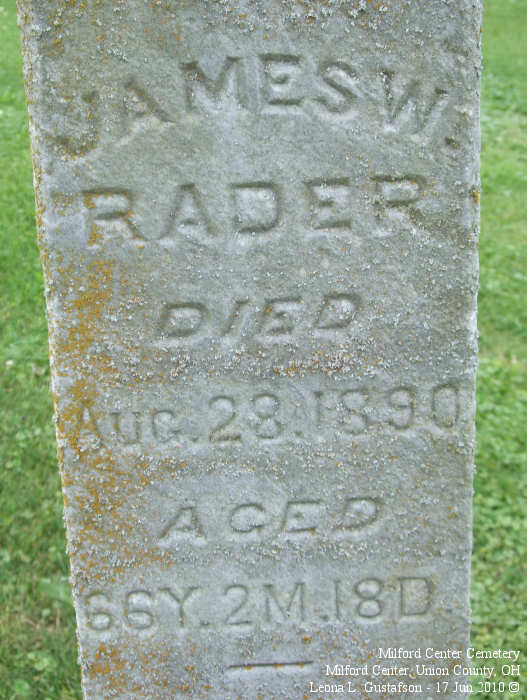 JAMES W.
RADER
DIED
AUG. 28. 1890
AGED
66Y. 2M. 18D.
Milford Center Cemetery
Milford Center, Union County, OH
Leona L. Gustafson - 17 Jun 2010 ©